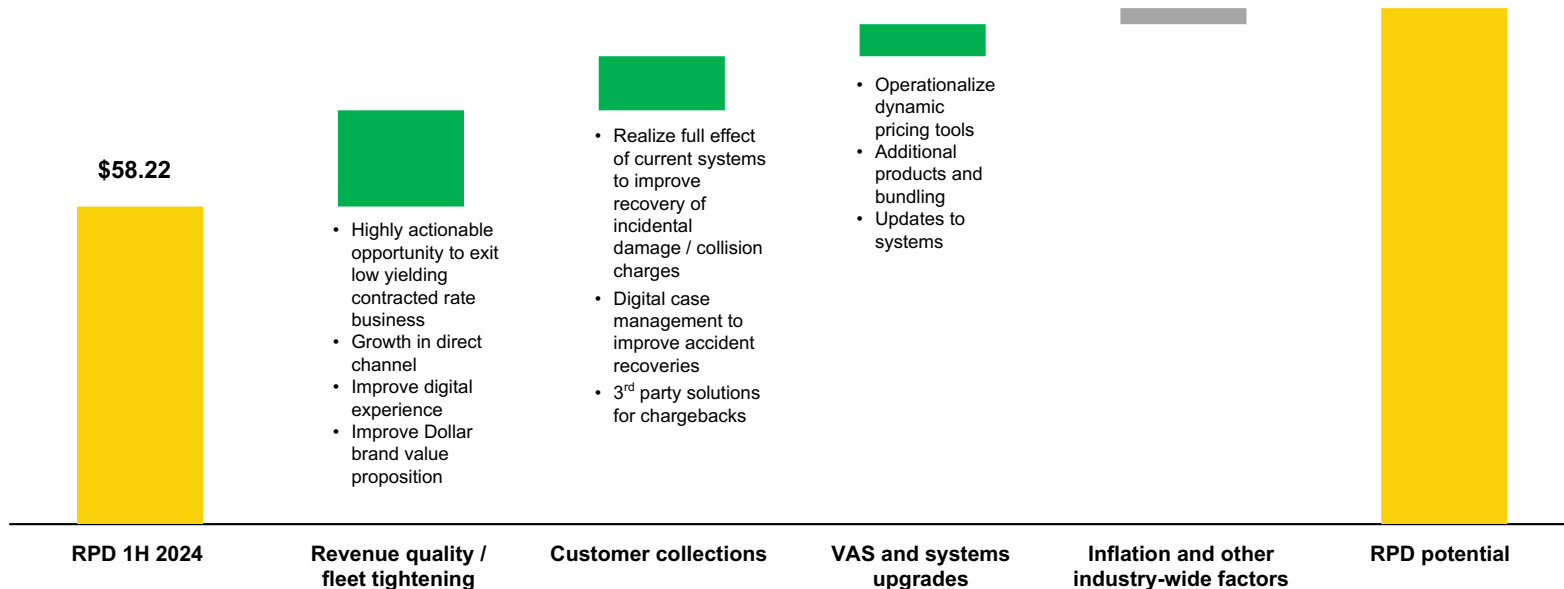 $58.22
• Highly actionable
opportunity to exit
low yielding
contracted rate
business
• Growth in direct
channel
• Improve digital
experience
• Improve Dollar
brand value
proposition
• Realize full effect
of current systems
to improve
recovery of
incidental
damage / collision
charges
• Digital case
management to
improve accident
recoveries
• 3rd party solutions
for chargebacks
• Operationalize
dynamic
pricing tools
• Additional
products and
bundling
• Updates to
systems
RPD 1H 2024
Revenue quality /
fleet tightening
Customer collections
VAS and systems
upgrades
Inflation and other
industry-wide factors
RPD potential